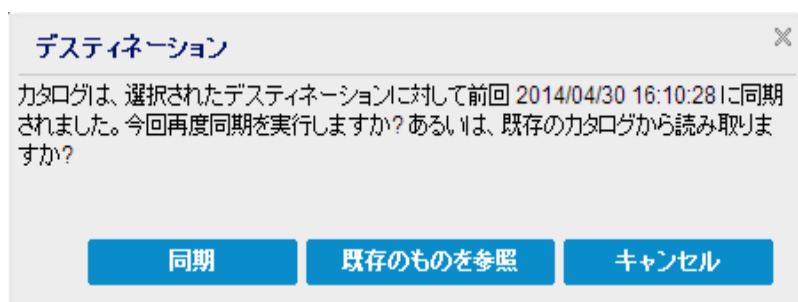 デスティネーション
カタログは、選択されたデスティネーションに対して前回 2014/04/30 16:10:28 に同期
されました。今回再度同期を実行しますか? あるいは、既存のカタログから読み取りま
すか?
同期
既存のものを参照
キャンセル